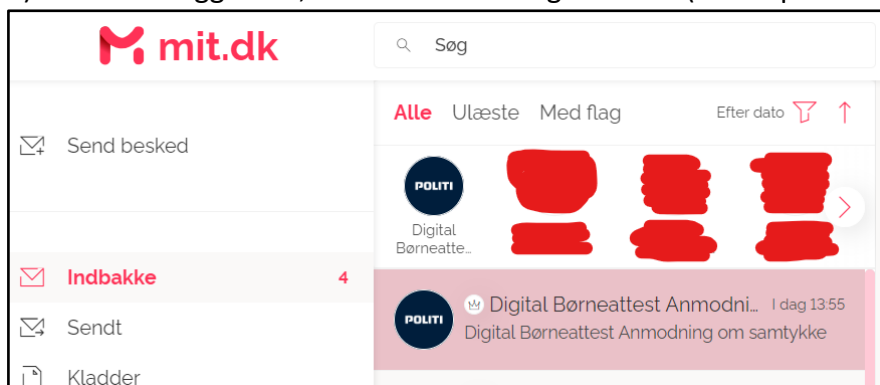 mit.dk
Søg
Send besked
Indbakke 4
Sendt
Kladder
Alle Ulæste Med flag
Efter dato
POLITI
Digital
Børneatte...
POLITI
Digital Børneattest Anmodni... I dag 13:55
Digital Børneattest Anmodning om samtykke